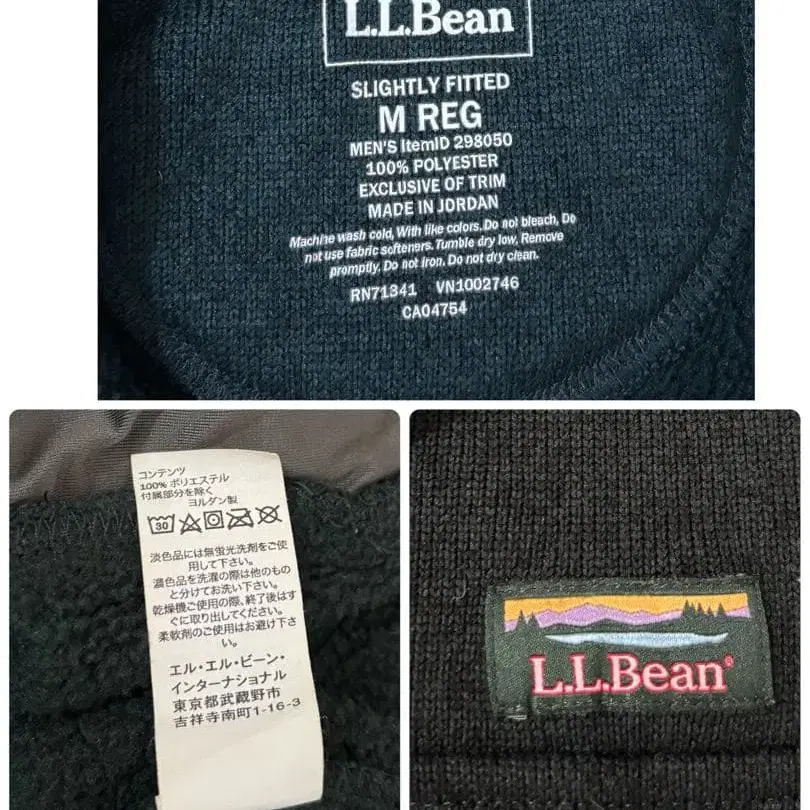 L.L.Bean
SLIGHTLY FITTED
M REG
MEN'S ItemID 298050
100% POLYESTER
EXCLUSIVE OF TRIM
MADE IN JORDAN
Machine wash cold, With like colors. Do not bleach, Do
not use fabric softeners. Tumble dry low, Remove
promptly, Do not iron. Do not dry clean.
RN71341 VN1002746
CA04754
コンテンツ
100% ポリエステル
付属部分を除く
ヨルダン製
30
淡色品には無蛍光洗剤をご使
用して下さい。
濃色品を洗濯の際は他のもの
と分けてお洗い下さい。
乾燥機ご使用の際、終了後はす
ぐに取り出してください。
柔軟剤のご使用はお避け下さ
い。
エル・エル・ビーン・
インターナショナル
東京都武蔵野市
吉祥寺南町1-16-3
L.L.Bean®